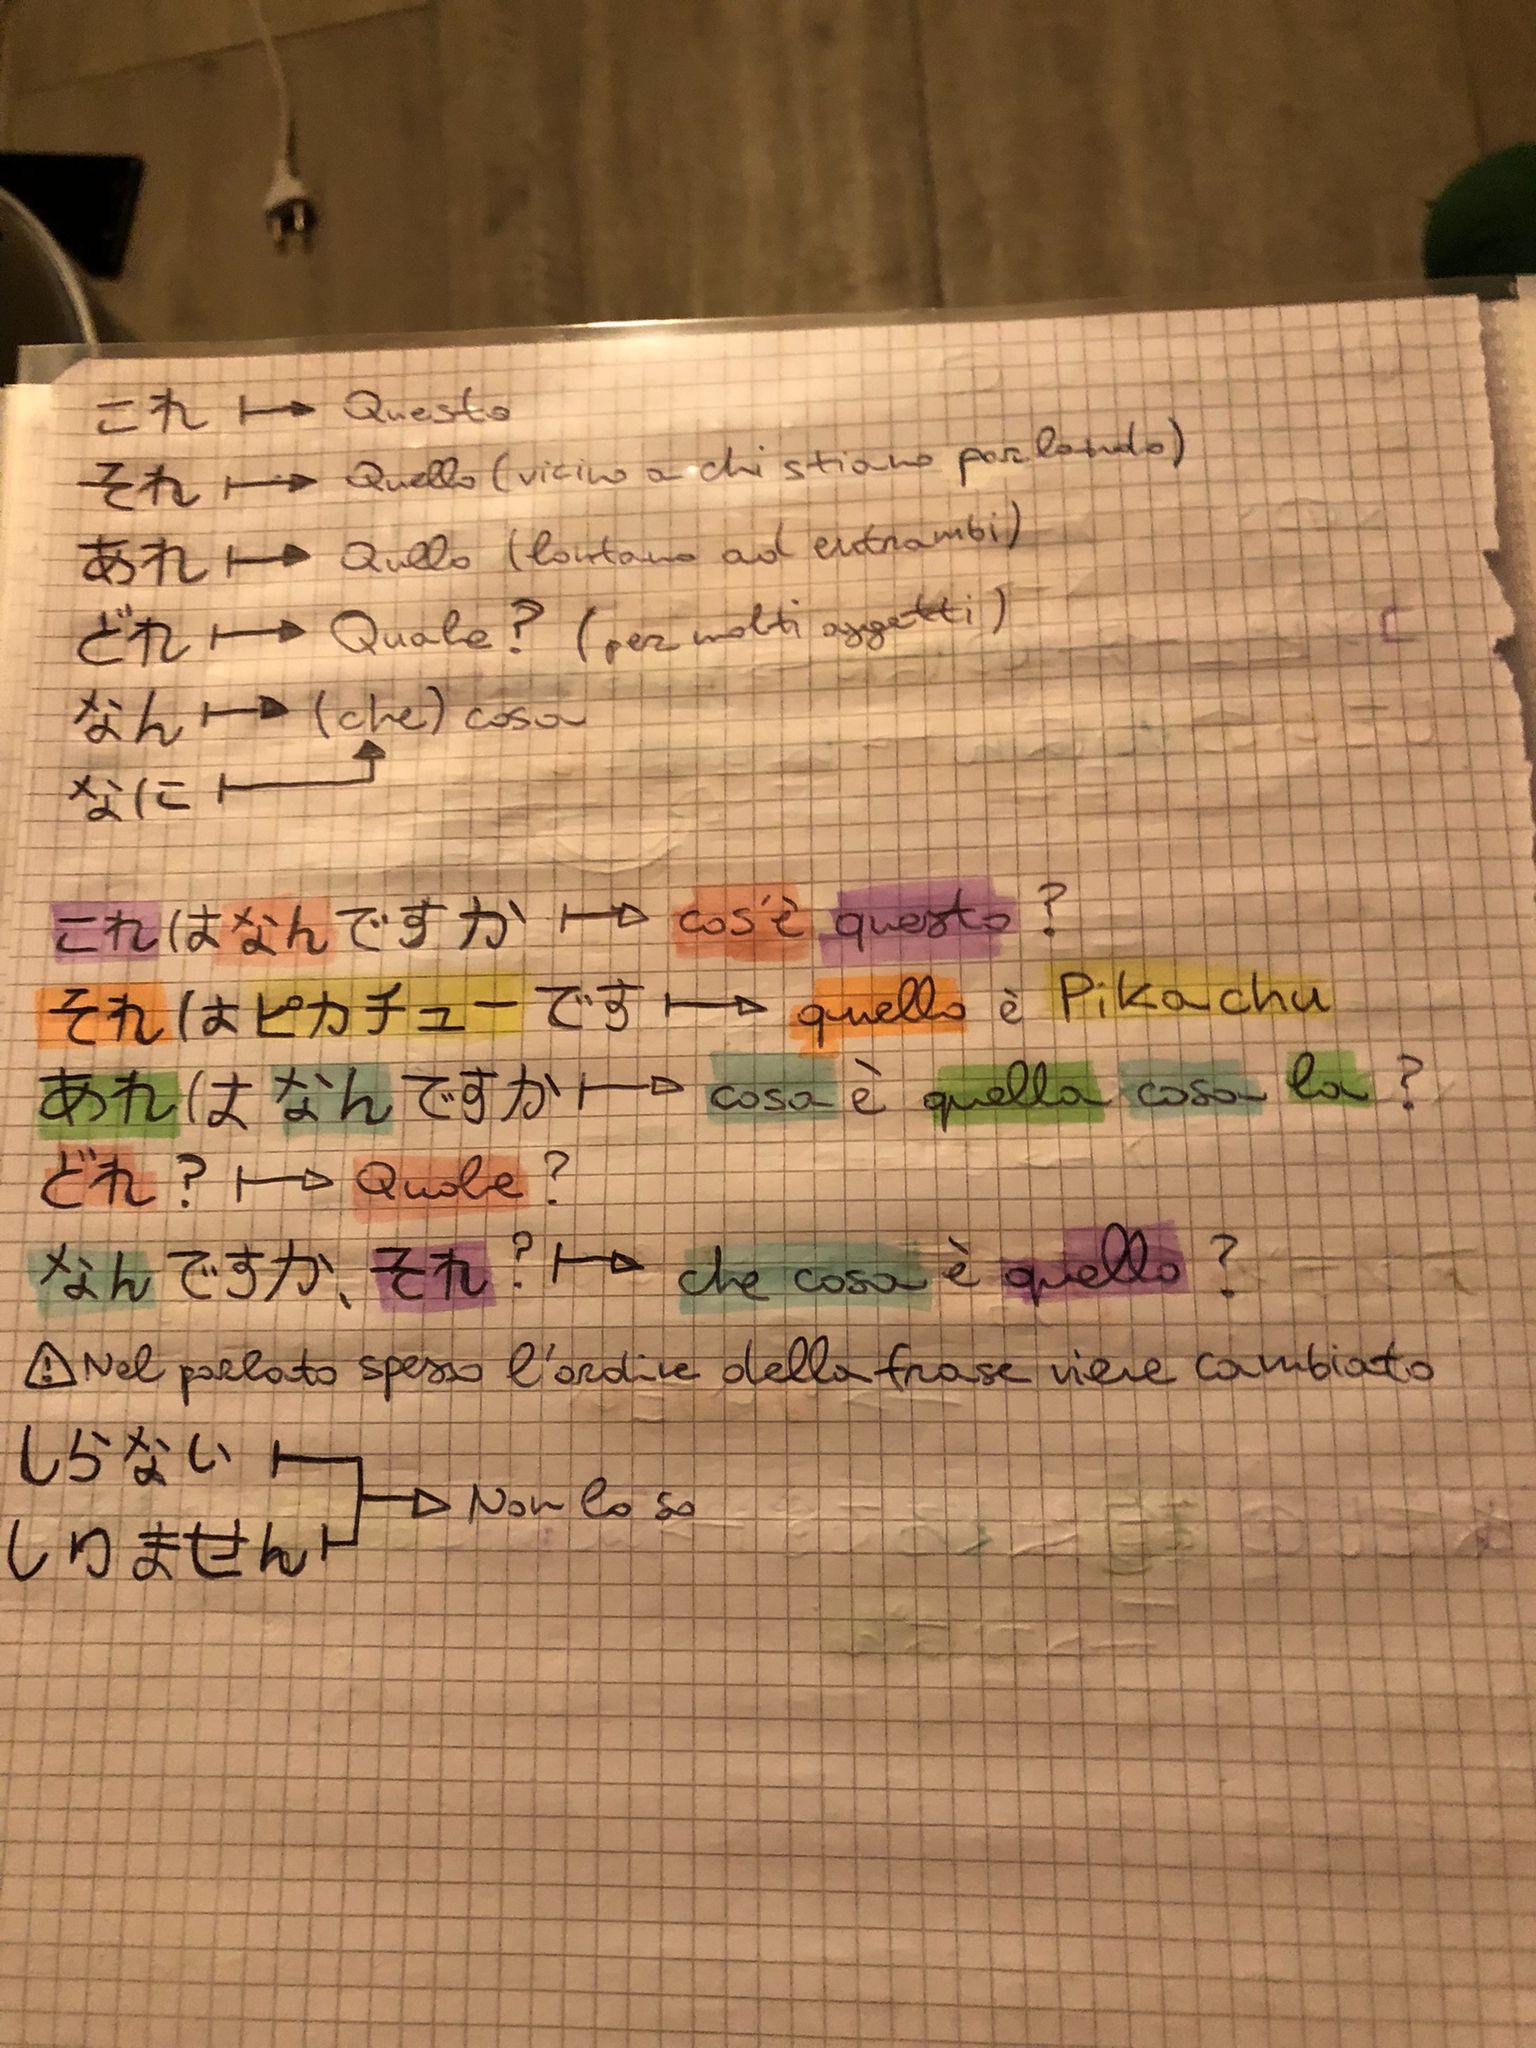 これ → Questo
それ → Quello (vicino a chi stiamo parlando)
あれ → Quello (lontano ad entrambi)
どれ → Quale? (per molti oggetti)
なん → (che) cosa
なに
これはなんですか → cos'è questo?
それはピカチューです → quello è Pikachu
あれはなんですか → cosa è quella cosa la?
どれ? → Quale?
なんですか、それ? → che cosa è quello?
⚠ Nel parlato spesso l'ordine della frase viene cambiato
しらない
→ Non lo so
しりません